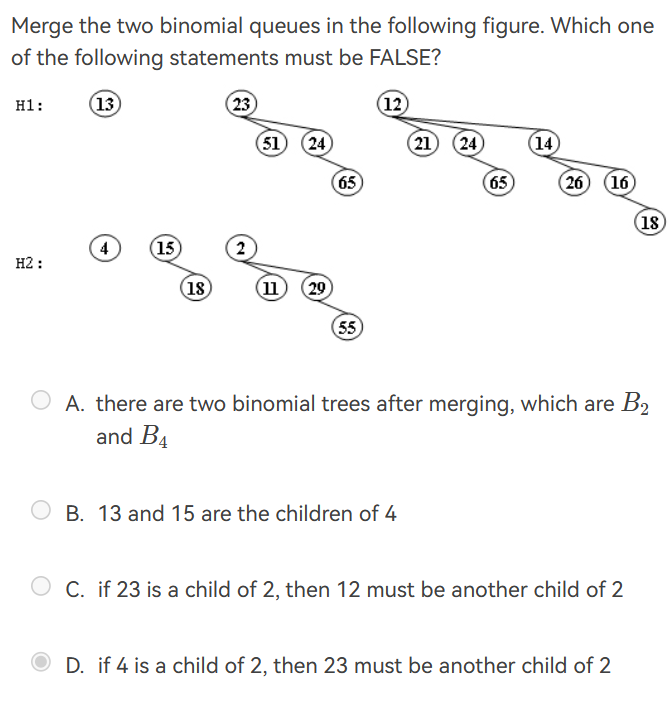 Merge the two binomial queues in the following figure. Which one
of the following statements must be FALSE?
H1: 13 23 12
51 24 21 24 14
65 65 26 16
18
H2: 4 15 2
18 11 29
55
A. there are two binomial trees after merging, which are B₂
and B₄
B. 13 and 15 are the children of 4
C. if 23 is a child of 2, then 12 must be another child of 2
D. if 4 is a child of 2, then 23 must be another child of 2